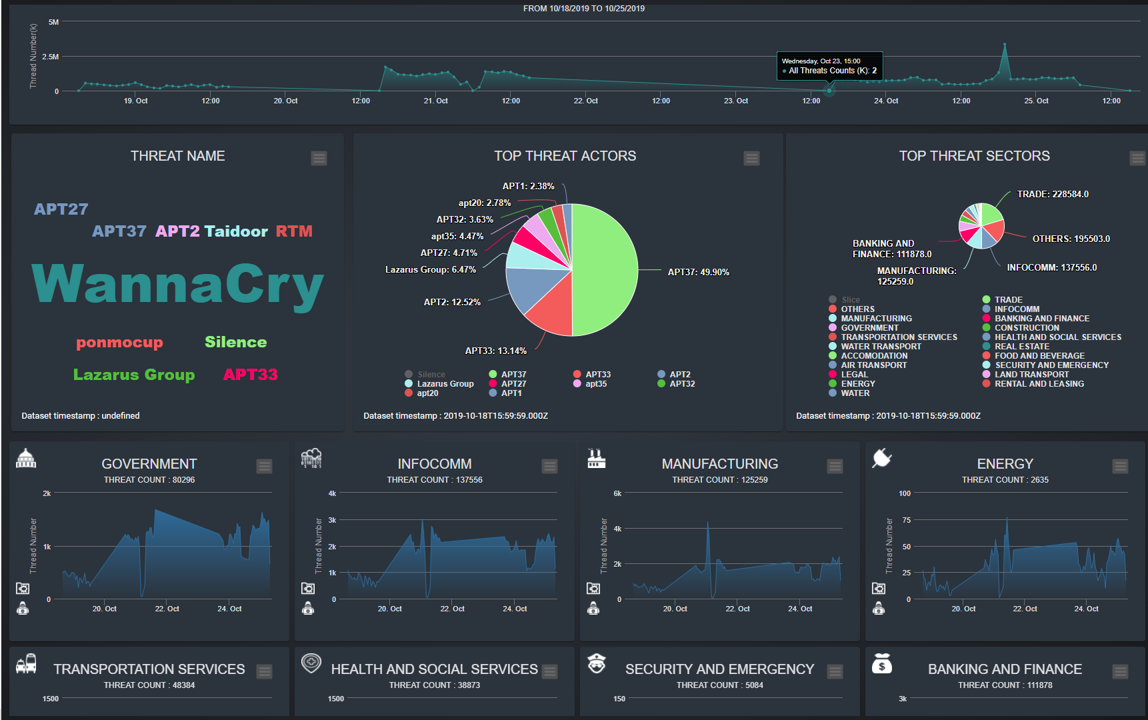 FROM 10/18/2019 TO 10/25/2019
5M
2.5M
0
Thread Number(K)
Wednesday, Oct 23, 15:00
All Threats Counts (K): 2
19. Oct 12:00 20. Oct 12:00 21. Oct 12:00 22. Oct 12:00 23. Oct 12:00 24. Oct 12:00 25. Oct 12:00
THREAT NAME
APT27
APT37 APT2 Taidoor RTM
WannaCry
ponmocup Silence
Lazarus Group APT33
Dataset timestamp : undefined
TOP THREAT ACTORS
APT1: 2.38%
apt20: 2.78%
APT32: 3.63%
apt35: 4.47%
APT27: 4.71%
Lazarus Group: 6.47%
APT2: 12.52%
APT33: 13.14%
APT37: 49.90%
Silence APT37 APT33 APT2
Lazarus Group APT27 apt35 APT32
apt20 APT1
Dataset timestamp : 2019-10-18T15:59:59.000Z
TOP THREAT SECTORS
TRADE: 228584.0
OTHERS: 195503.0
INFOCOMM: 137556.0
BANKING AND
FINANCE: 111878.0
MANUFACTURING:
125259.0
Slice TRADE
OTHERS INFOCOMM
MANUFACTURING BANKING AND FINANCE
GOVERNMENT CONSTRUCTION
TRANSPORTATION SERVICES HEALTH AND SOCIAL SERVICES
WATER TRANSPORT REAL ESTATE
ACCOMODATION FOOD AND BEVERAGE
AIR TRANSPORT SECURITY AND EMERGENCY
LEGAL LAND TRANSPORT
ENERGY RENTAL AND LEASING
WATER
Dataset timestamp : 2019-10-18T15:59:59.000Z
GOVERNMENT
THREAT COUNT : 80296
2k
1k
0
Thread Number
20. Oct 22. Oct 24. Oct
INFOCOMM
THREAT COUNT : 137556
4k
3k
2k
1k
0
Thread Number
20. Oct 22. Oct 24. Oct
MANUFACTURING
THREAT COUNT : 125259
6k
4k
2k
0
Thread Number
20. Oct 22. Oct 24. Oct
ENERGY
THREAT COUNT : 2635
100
75
50
25
0
Thread Number
20. Oct 22. Oct 24. Oct
TRANSPORTATION SERVICES
THREAT COUNT : 48384
1500
HEALTH AND SOCIAL SERVICES
THREAT COUNT : 38873
1500
SECURITY AND EMERGENCY
THREAT COUNT : 5084
150
BANKING AND FINANCE
THREAT COUNT : 111878
3k